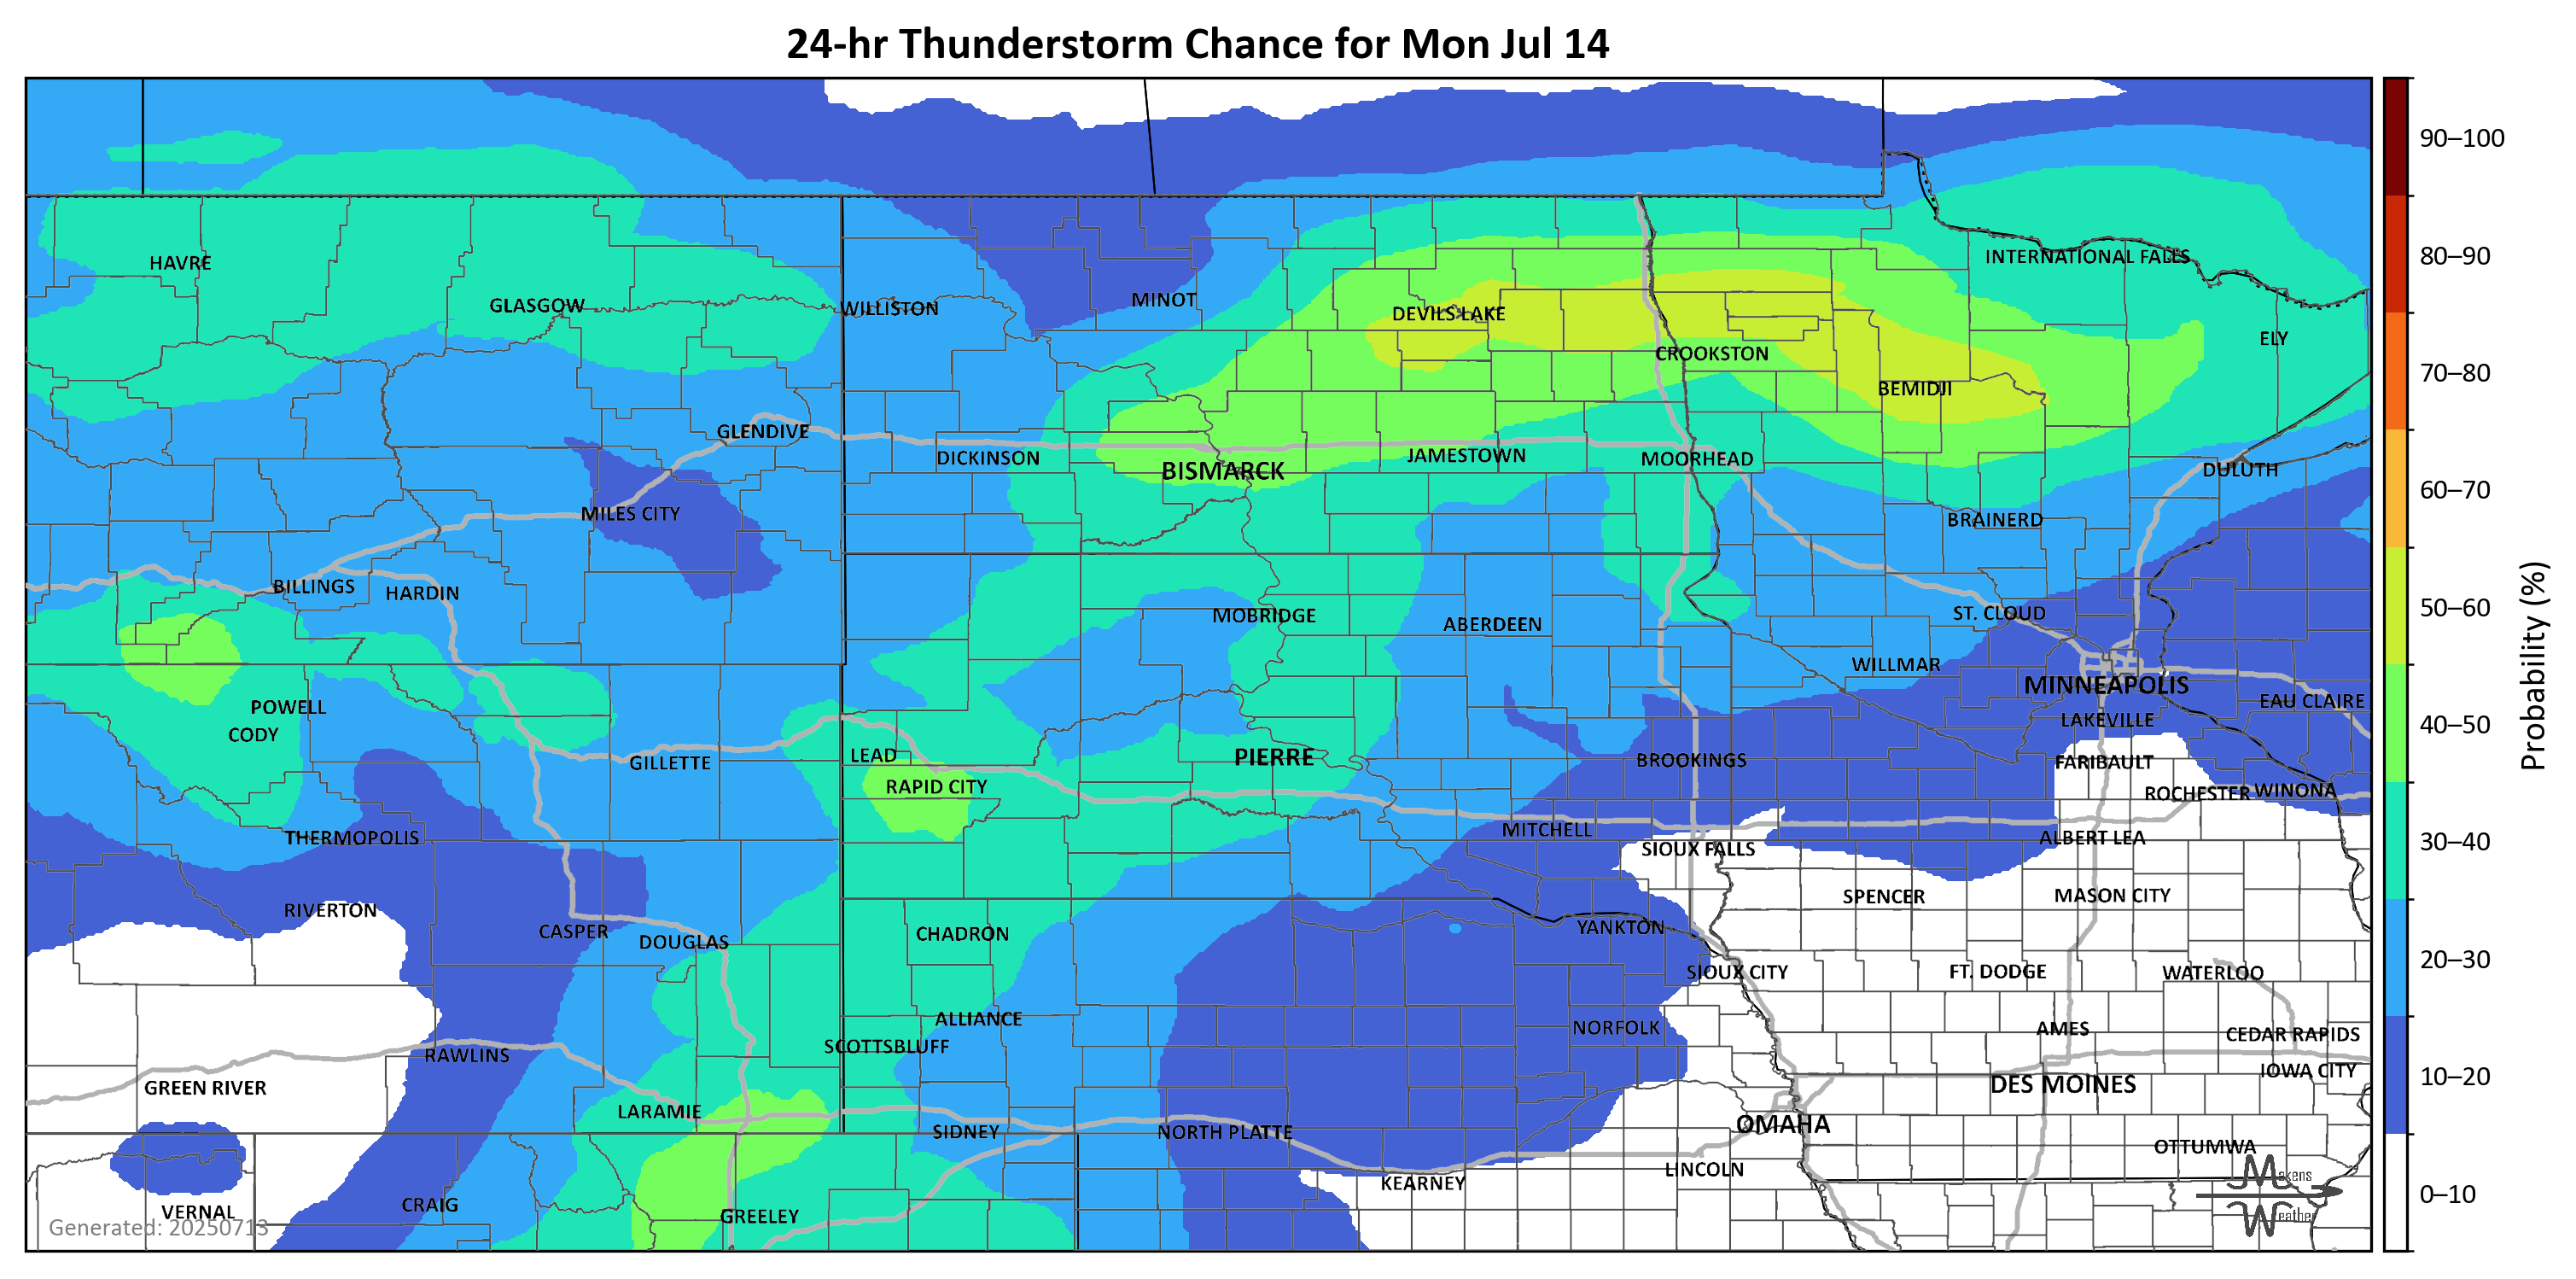 24-hr Thunderstorm Chance for Mon Jul 14
90–100
80–90
70–80
60–70
50–60
40–50
30–40
20–30
10–20
0–10
Probability (%)
HAVRE
INTERNATIONAL FALLS
GLASGOW
WILLISTON
MINOT
DEVILS LAKE
ELY
CROOKSTON
BEMIDJI
GLENDIVE
DICKINSON
BISMARCK
JAMESTOWN
MOORHEAD
DULUTH
MILES CITY
BRAINERD
BILLINGS
HARDIN
MOBRIDGE
ABERDEEN
ST. CLOUD
WILLMAR
MINNEAPOLIS
POWELL
EAU CLAIRE
CODY
LAKEVILLE
GILLETTE
LEAD
PIERRE
BROOKINGS
FARIBAULT
RAPID CITY
ROCHESTER
WINONA
THERMOPOLIS
MITCHELL
ALBERT LEA
SIOUX FALLS
SPENCER
MASON CITY
RIVERTON
CASPER
DOUGLAS
CHADRON
YANKTON
SIOUX CITY
FT. DODGE
WATERLOO
ALLIANCE
NORFOLK
AMES
CEDAR RAPIDS
RAWLINS
SCOTTSBLUFF
IOWA CITY
GREEN RIVER
DES MOINES
LARAMIE
OMAHA
SIDNEY
NORTH PLATTE
OTTUMWA
LINCOLN
KEARNEY
VERNAL
CRAIG
GREELEY
Makens
Weather
Generated: 20250713